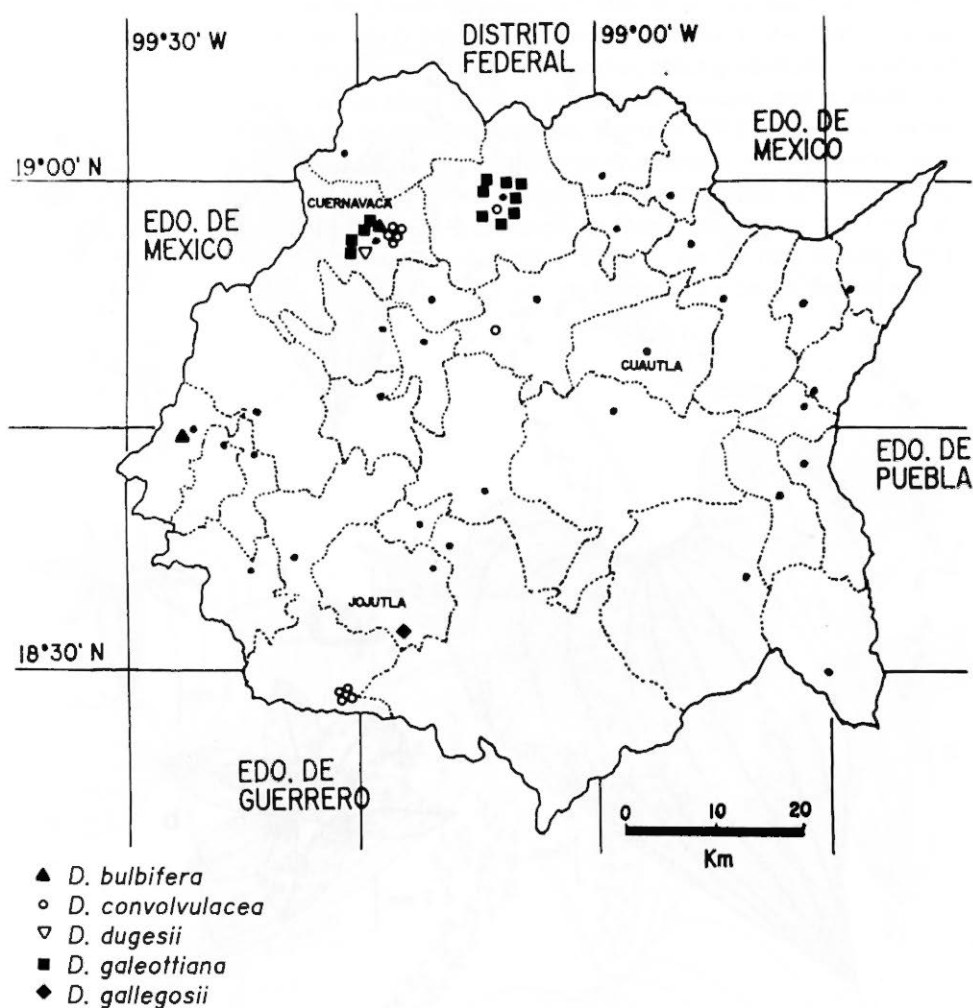 99°30' W
DISTRITO
FEDERAL
99°00' W
EDO. DE
MEXICO
19°00' N
CUERNAVACA
EDO. DE
MEXICO
CUAUTLA
EDO. DE
PUEBLA
JOJUTLA
18°30' N
EDO. DE
GUERRERO
0 10 20
Km
D. bulbifera
D. convolvulacea
D. dugesii
D. galeottiana
D. gallegosii